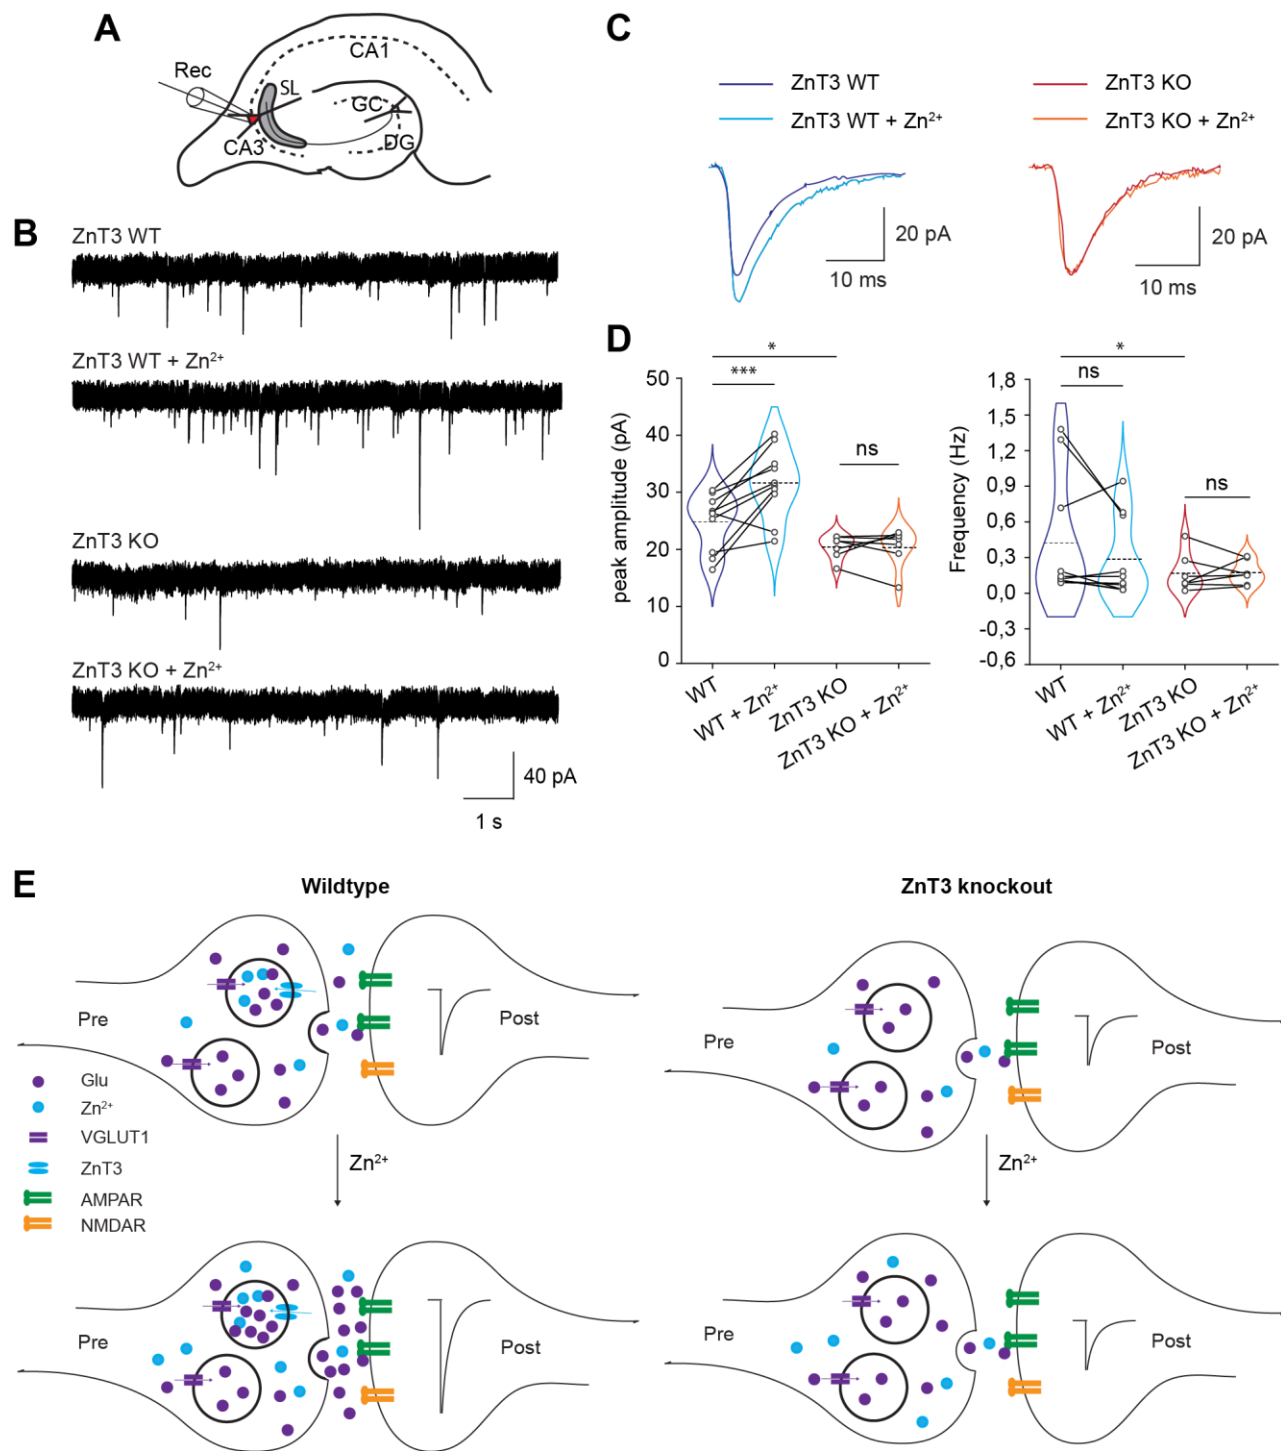 A
Rec
CA1
SL
GC
CA3
DG
B
ZnT3 WT
ZnT3 WT + Zn²⁺
ZnT3 KO
ZnT3 KO + Zn²⁺
40 pA
1 s
C
ZnT3 WT
ZnT3 WT + Zn²⁺
20 pA
10 ms
ZnT3 KO
ZnT3 KO + Zn²⁺
20 pA
10 ms
D
*
***
ns
peak amplitude (pA)
50
40
30
20
10
0
WT
WT + Zn²⁺
ZnT3 KO
ZnT3 KO + Zn²⁺
*
ns
ns
Frequency (Hz)
1,8
1,5
1,2
0,9
0,6
0,3
0,0
-0,3
-0,6
WT
WT + Zn²⁺
ZnT3 KO
ZnT3 KO + Zn²⁺
E
Wildtype
Pre
Post
Glu
Zn²⁺
VGLUT1
ZnT3
AMPAR
NMDAR
Zn²⁺
Pre
Post
ZnT3 knockout
Pre
Post
Zn²⁺
Pre
Post